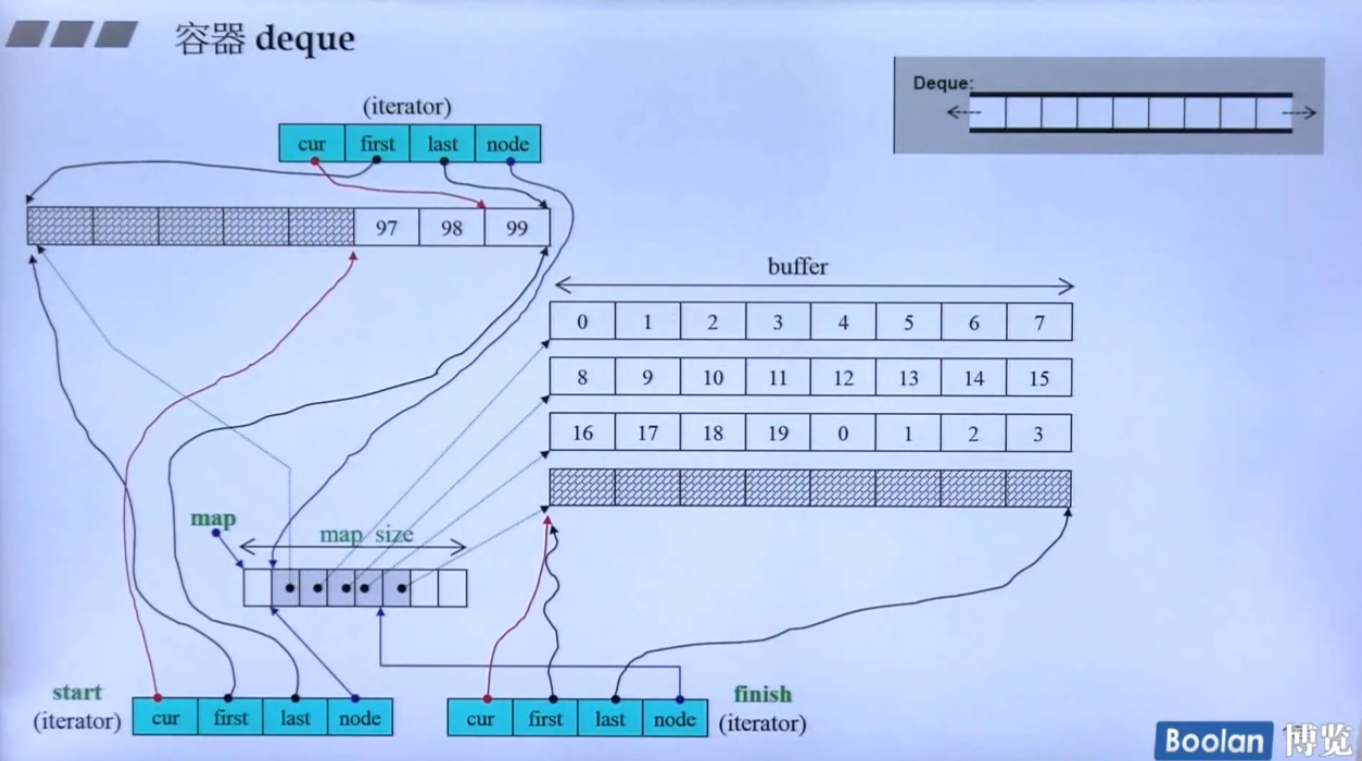 容器 deque
Deque:
(iterator)
cur first last node
97 98 99
buffer
0 1 2 3 4 5 6 7
8 9 10 11 12 13 14 15
16 17 18 19 0 1 2 3
map
map size
start
(iterator)
cur first last node
cur first last node
finish
(iterator)
Boolan 博览